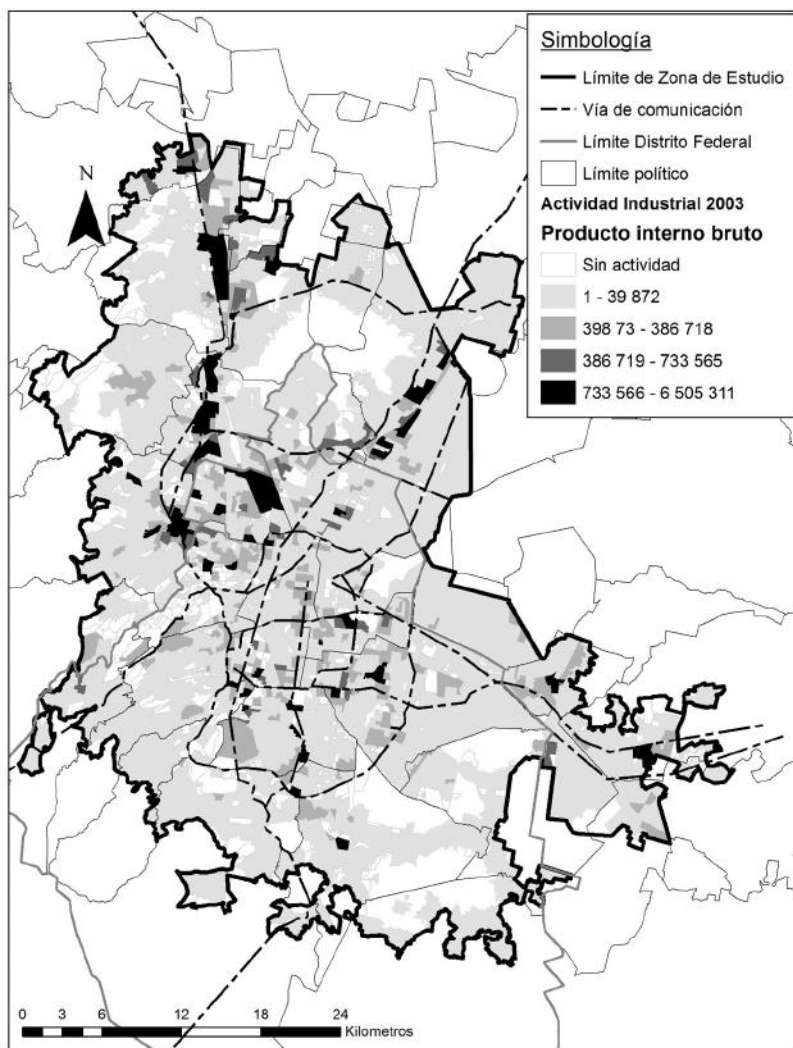 Simbología
Límite de Zona de Estudio
Vía de comunicación
Límite Distrito Federal
Límite político
Actividad Industrial 2003
Producto interno bruto
Sin actividad
1 - 39 872
398 73 - 386 718
386 719 - 733 565
733 566 - 6 505 311
N
0 3 6 12 18 24
Kilometros